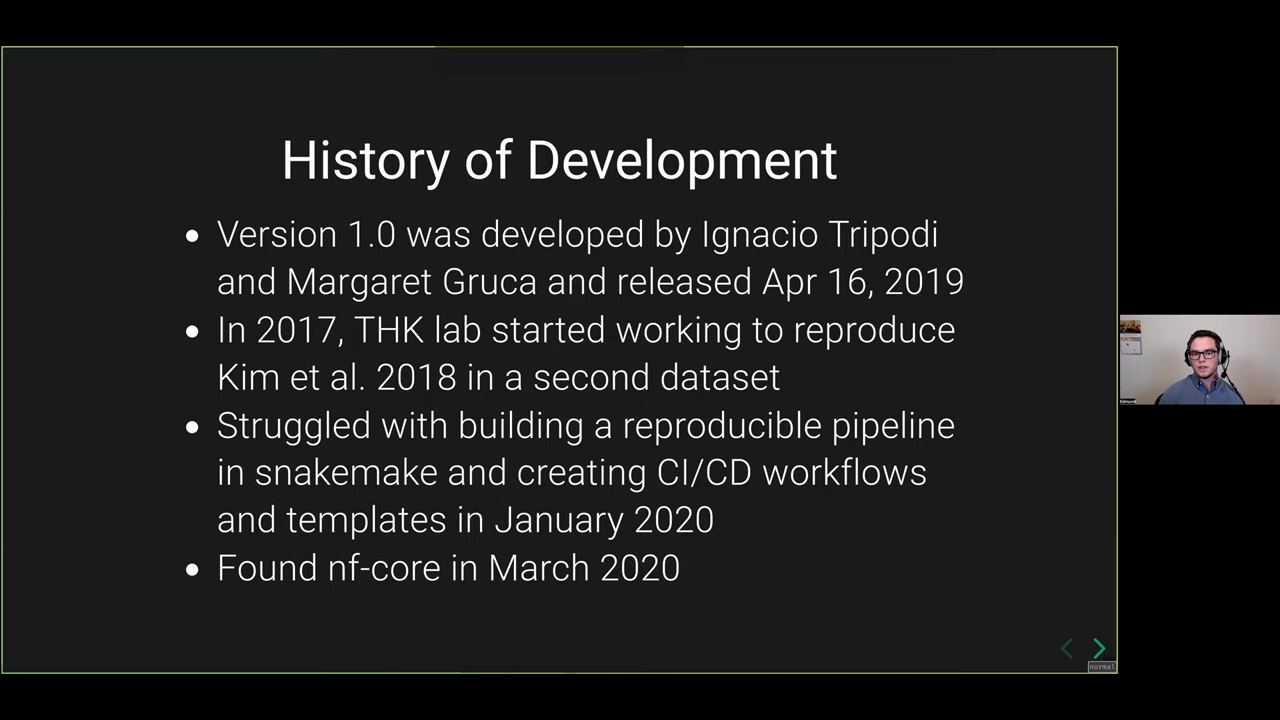 History of Development
• Version 1.0 was developed by Ignacio Tripodi
and Margaret Gruca and released Apr 16, 2019
• In 2017, THK lab started working to reproduce
Kim et al. 2018 in a second dataset
• Struggled with building a reproducible pipeline
in snakemake and creating CI/CD workflows
and templates in January 2020
• Found nf-core in March 2020
Edmund
normal